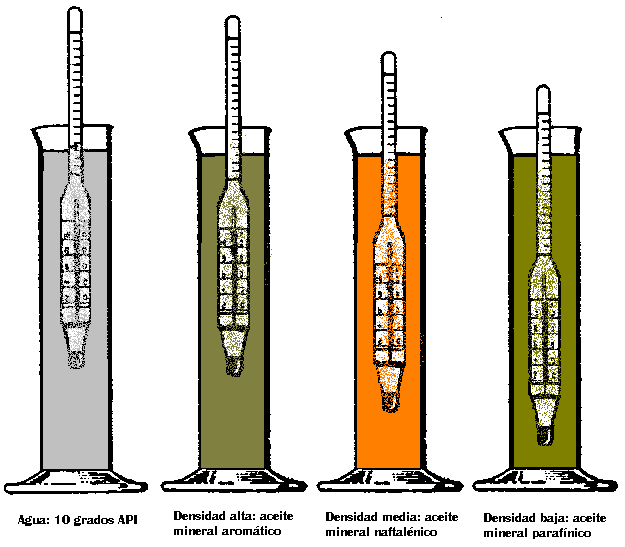 Agua: 10 grados API
Densidad alta: aceite
mineral aromático
Densidad media: aceite
mineral naftalénico
Densidad baja: aceite
mineral parafínico